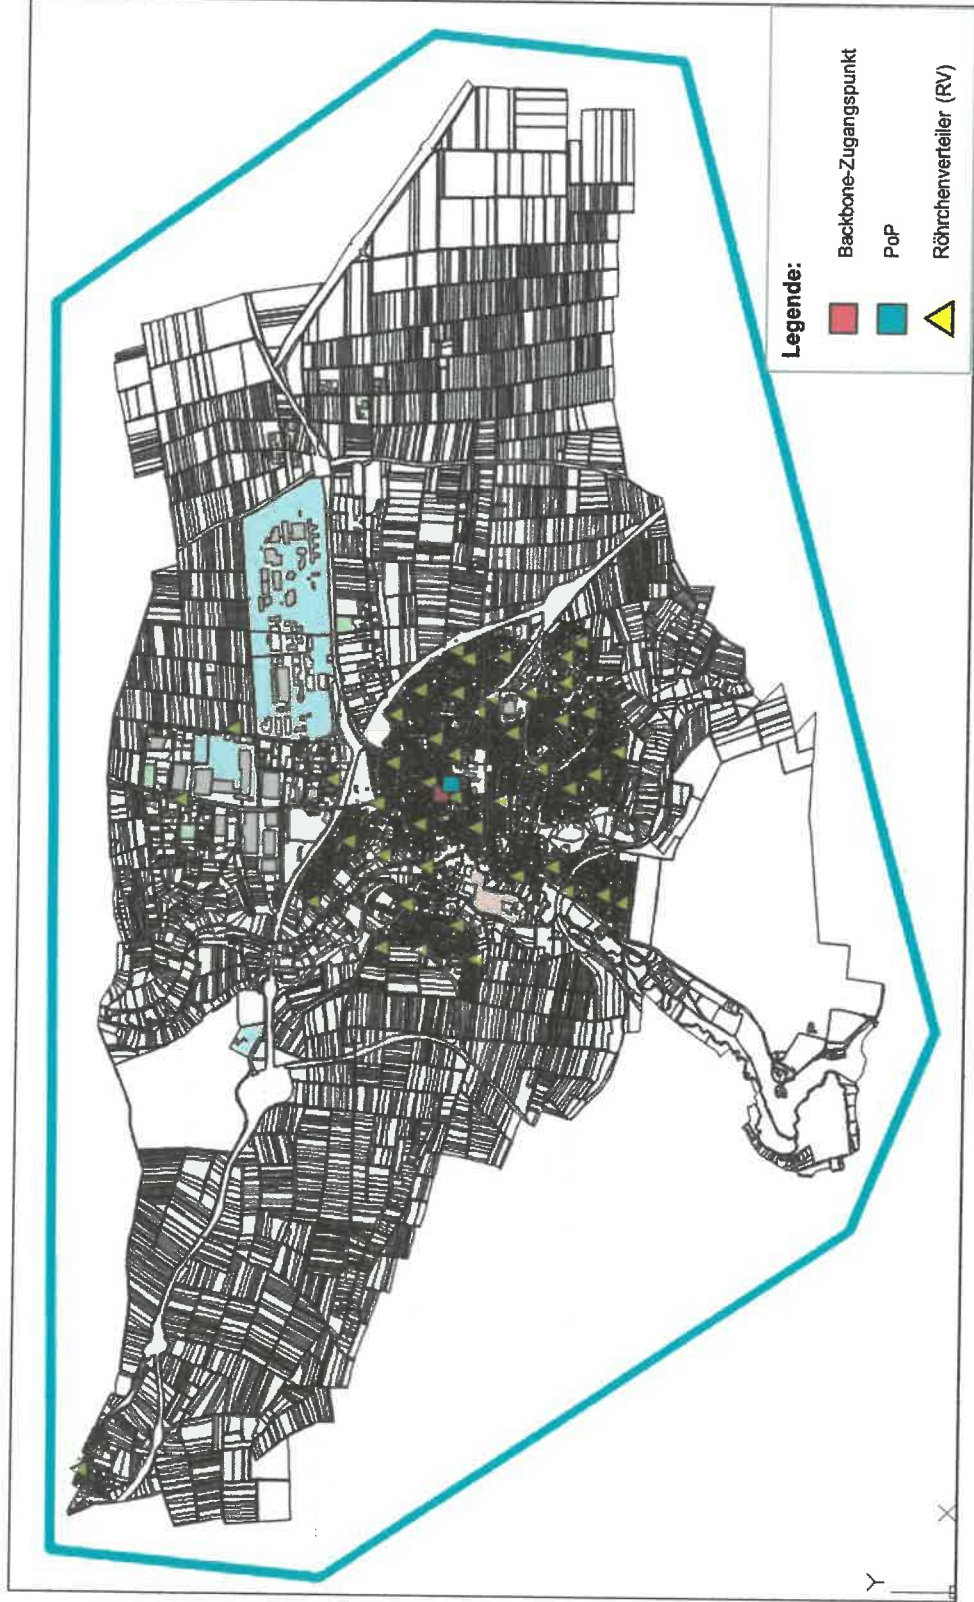 Legende:
Backbone-Zugangspunkt
PoP
Röhrchenverteiler (RV)
Y
X